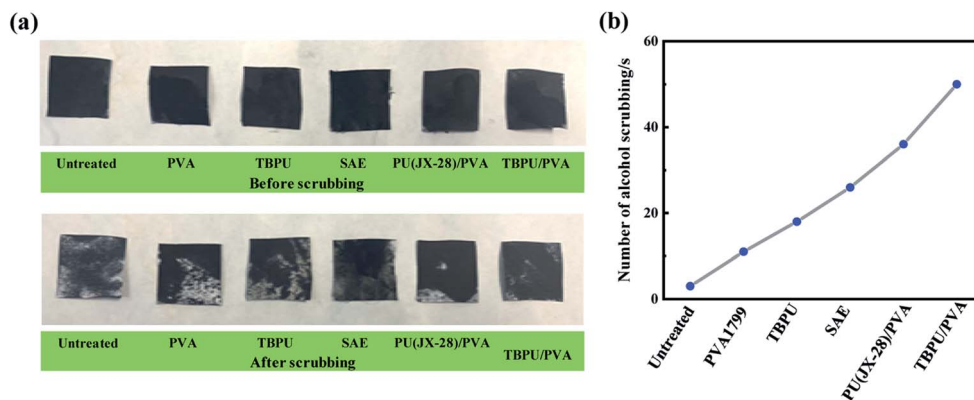 (a)
Untreated PVA TBPU SAE PU(JX-28)/PVA TBPU/PVA
Before scrubbing
Untreated PVA TBPU SAE PU(JX-28)/PVA TBPU/PVA
After scrubbing
(b)
Number of alcohol scrubbing/s
60
40
20
0
Untreated
PVA1799
TBPU
SAE
PU(JX-28)/PVA
TBPU/PVA